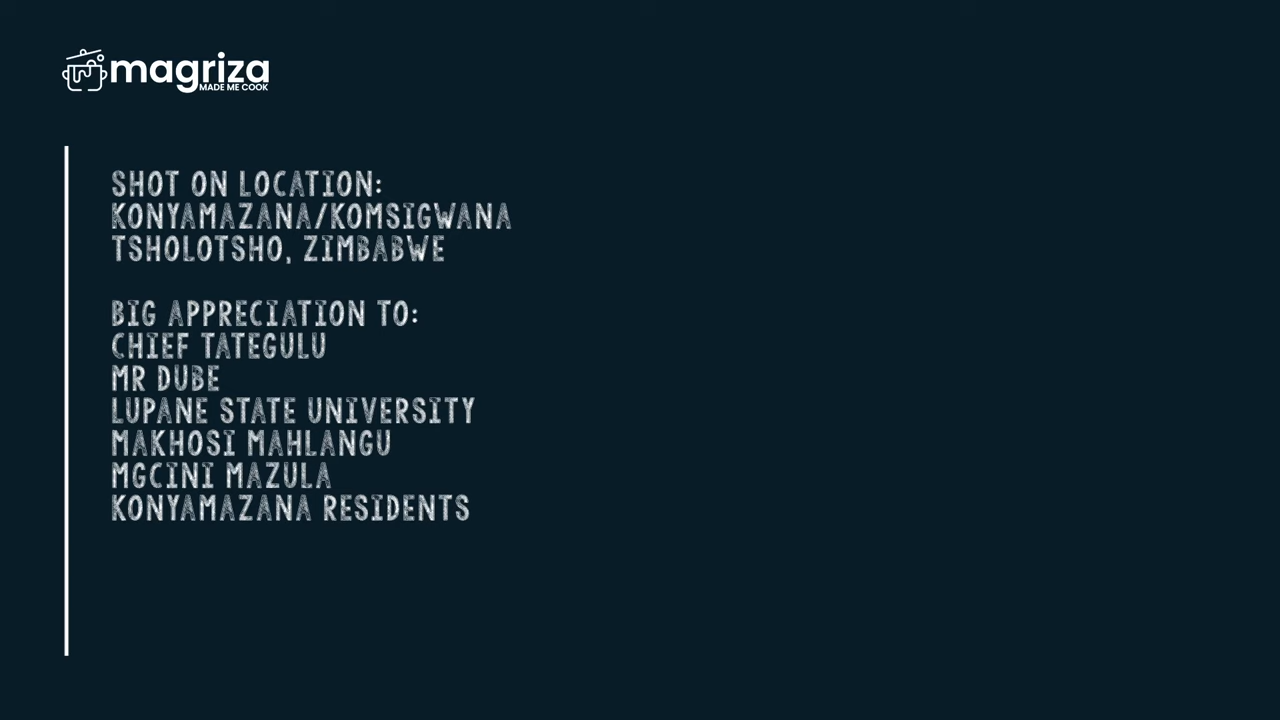 magriza
MADE ME COOK
SHOT ON LOCATION:
KONYAMAZANA/KOMSIGWANA
TSHOLOTSHO, ZIMBABWE
BIG APPRECIATION TO:
CHIEF TATEGULU
MR DUBE
LUPANE STATE UNIVERSITY
MAKHOSI MAHLANGU
MGCINI MAZULA
KONYAMAZANA RESIDENTS